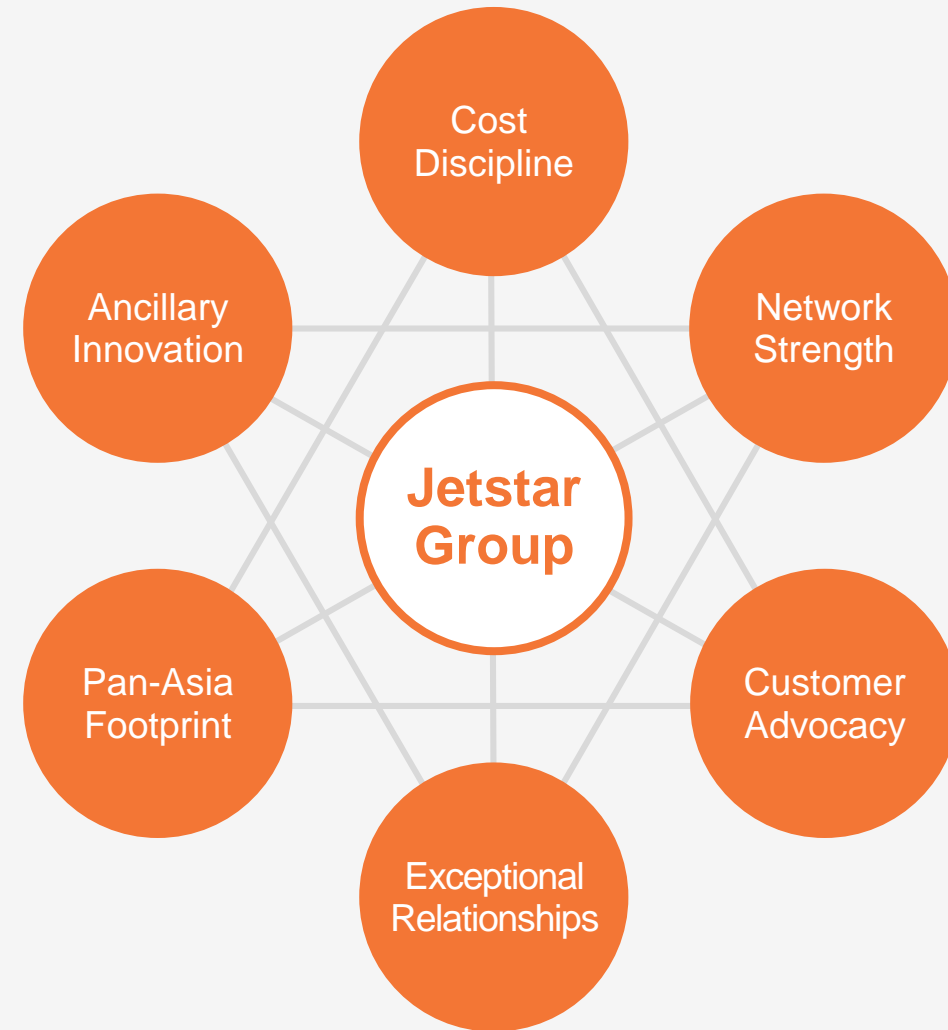 Cost
Discipline
Ancillary
Innovation
Network
Strength
Jetstar
Group
Pan-Asia
Footprint
Customer
Advocacy
Exceptional
Relationships